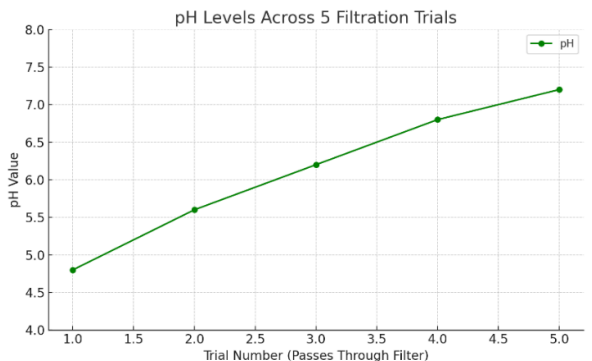 pH Levels Across 5 Filtration Trials
pH
8.0
7.5
7.0
6.5
6.0
5.5
5.0
4.5
4.0
pH Value
1.0 1.5 2.0 2.5 3.0 3.5 4.0 4.5 5.0
Trial Number (Passes Through Filter)